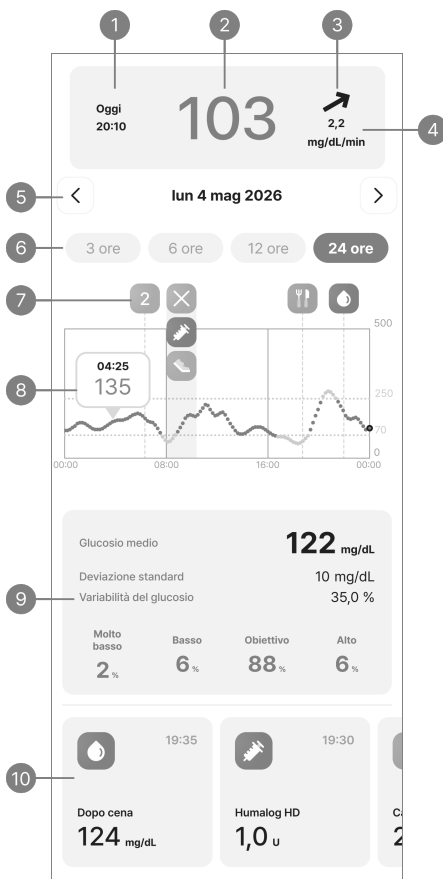 1
2
3
Oggi
20:10
103
2,2
mg/dL/min
4
5
lun 4 mag 2026
6
3 ore
6 ore
12 ore
24 ore
7
2
500
8
04:25
135
250
70
0
00:00
08:00
16:00
00:00
Glucosio medio
122 mg/dL
Deviazione standard
10 mg/dL
9
Variabilità del glucosio
35,0 %
Molto
basso
Basso
Obiettivo
Alto
2 %
6 %
88 %
6 %
19:35
19:30
10
Dopo cena
Humalog HD
124 mg/dL
1,0 U